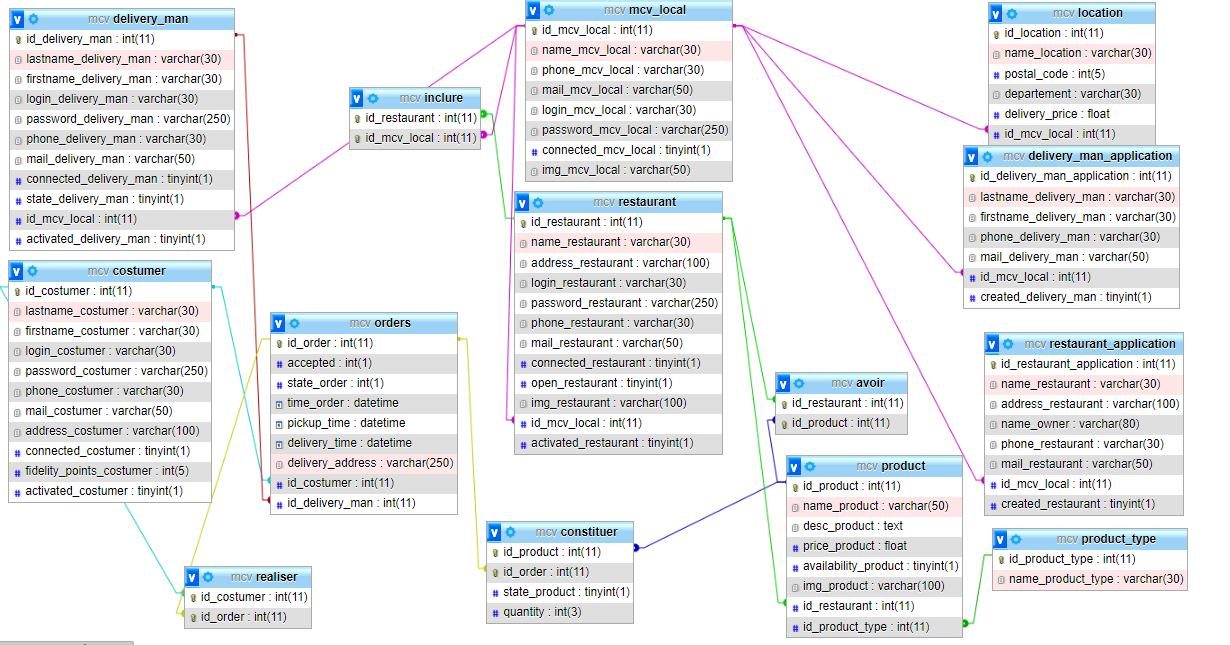 mcv delivery_man
id_delivery_man : int(11)
lastname_delivery_man : varchar(30)
firstname_delivery_man : varchar(30)
login_delivery_man : varchar(30)
password_delivery_man : varchar(250)
phone_delivery_man : varchar(30)
mail_delivery_man : varchar(50)
connected_delivery_man : tinyint(1)
state_delivery_man : tinyint(1)
id_mcv_local : int(11)
activated_delivery_man : tinyint(1)
mcv inclure
id_restaurant : int(11)
id_mcv_local : int(11)
mcv mcv_local
id_mcv_local : int(11)
name_mcv_local : varchar(30)
phone_mcv_local : varchar(30)
mail_mcv_local : varchar(50)
login_mcv_local : varchar(30)
password_mcv_local : varchar(250)
connected_mcv_local : tinyint(1)
img_mcv_local : varchar(50)
mcv location
id_location : int(11)
name_location : varchar(30)
postal_code : int(5)
departement : varchar(30)
delivery_price : float
id_mcv_local : int(11)
mcv delivery_man_application
id_delivery_man_application : int(11)
lastname_delivery_man : varchar(30)
firstname_delivery_man : varchar(30)
phone_delivery_man : varchar(30)
mail_delivery_man : varchar(50)
id_mcv_local : int(11)
created_delivery_man : tinyint(1)
mcv restaurant
id_restaurant : int(11)
name_restaurant : varchar(30)
address_restaurant : varchar(100)
login_restaurant : varchar(30)
password_restaurant : varchar(250)
phone_restaurant : varchar(30)
mail_restaurant : varchar(50)
connected_restaurant : tinyint(1)
open_restaurant : tinyint(1)
img_restaurant : varchar(100)
id_mcv_local : int(11)
activated_restaurant : tinyint(1)
mcv costumer
id_costumer : int(11)
lastname_costumer : varchar(30)
firstname_costumer : varchar(30)
login_costumer : varchar(30)
password_costumer : varchar(250)
phone_costumer : varchar(30)
mail_costumer : varchar(50)
address_costumer : varchar(100)
connected_costumer : tinyint(1)
fidelity_points_costumer : int(5)
activated_costumer : tinyint(1)
mcv orders
id_order : int(11)
accepted : int(1)
state_order : int(1)
time_order : datetime
pickup_time : datetime
delivery_time : datetime
delivery_address : varchar(250)
id_costumer : int(11)
id_delivery_man : int(11)
mcv restaurant_application
id_restaurant_application : int(11)
name_restaurant : varchar(30)
address_restaurant : varchar(100)
name_owner : varchar(80)
phone_restaurant : varchar(30)
mail_restaurant : varchar(50)
id_mcv_local : int(11)
created_restaurant : tinyint(1)
mcv avoir
id_restaurant : int(11)
id_product : int(11)
mcv product
id_product : int(11)
name_product : varchar(50)
desc_product : text
price_product : float
availability_product : tinyint(1)
img_product : varchar(100)
id_restaurant : int(11)
id_product_type : int(11)
mcv constituer
id_product : int(11)
id_order : int(11)
state_product : tinyint(1)
quantity : int(3)
mcv product_type
id_product_type : int(11)
name_product_type : varchar(30)
mcv realiser
id_costumer : int(11)
id_order : int(11)